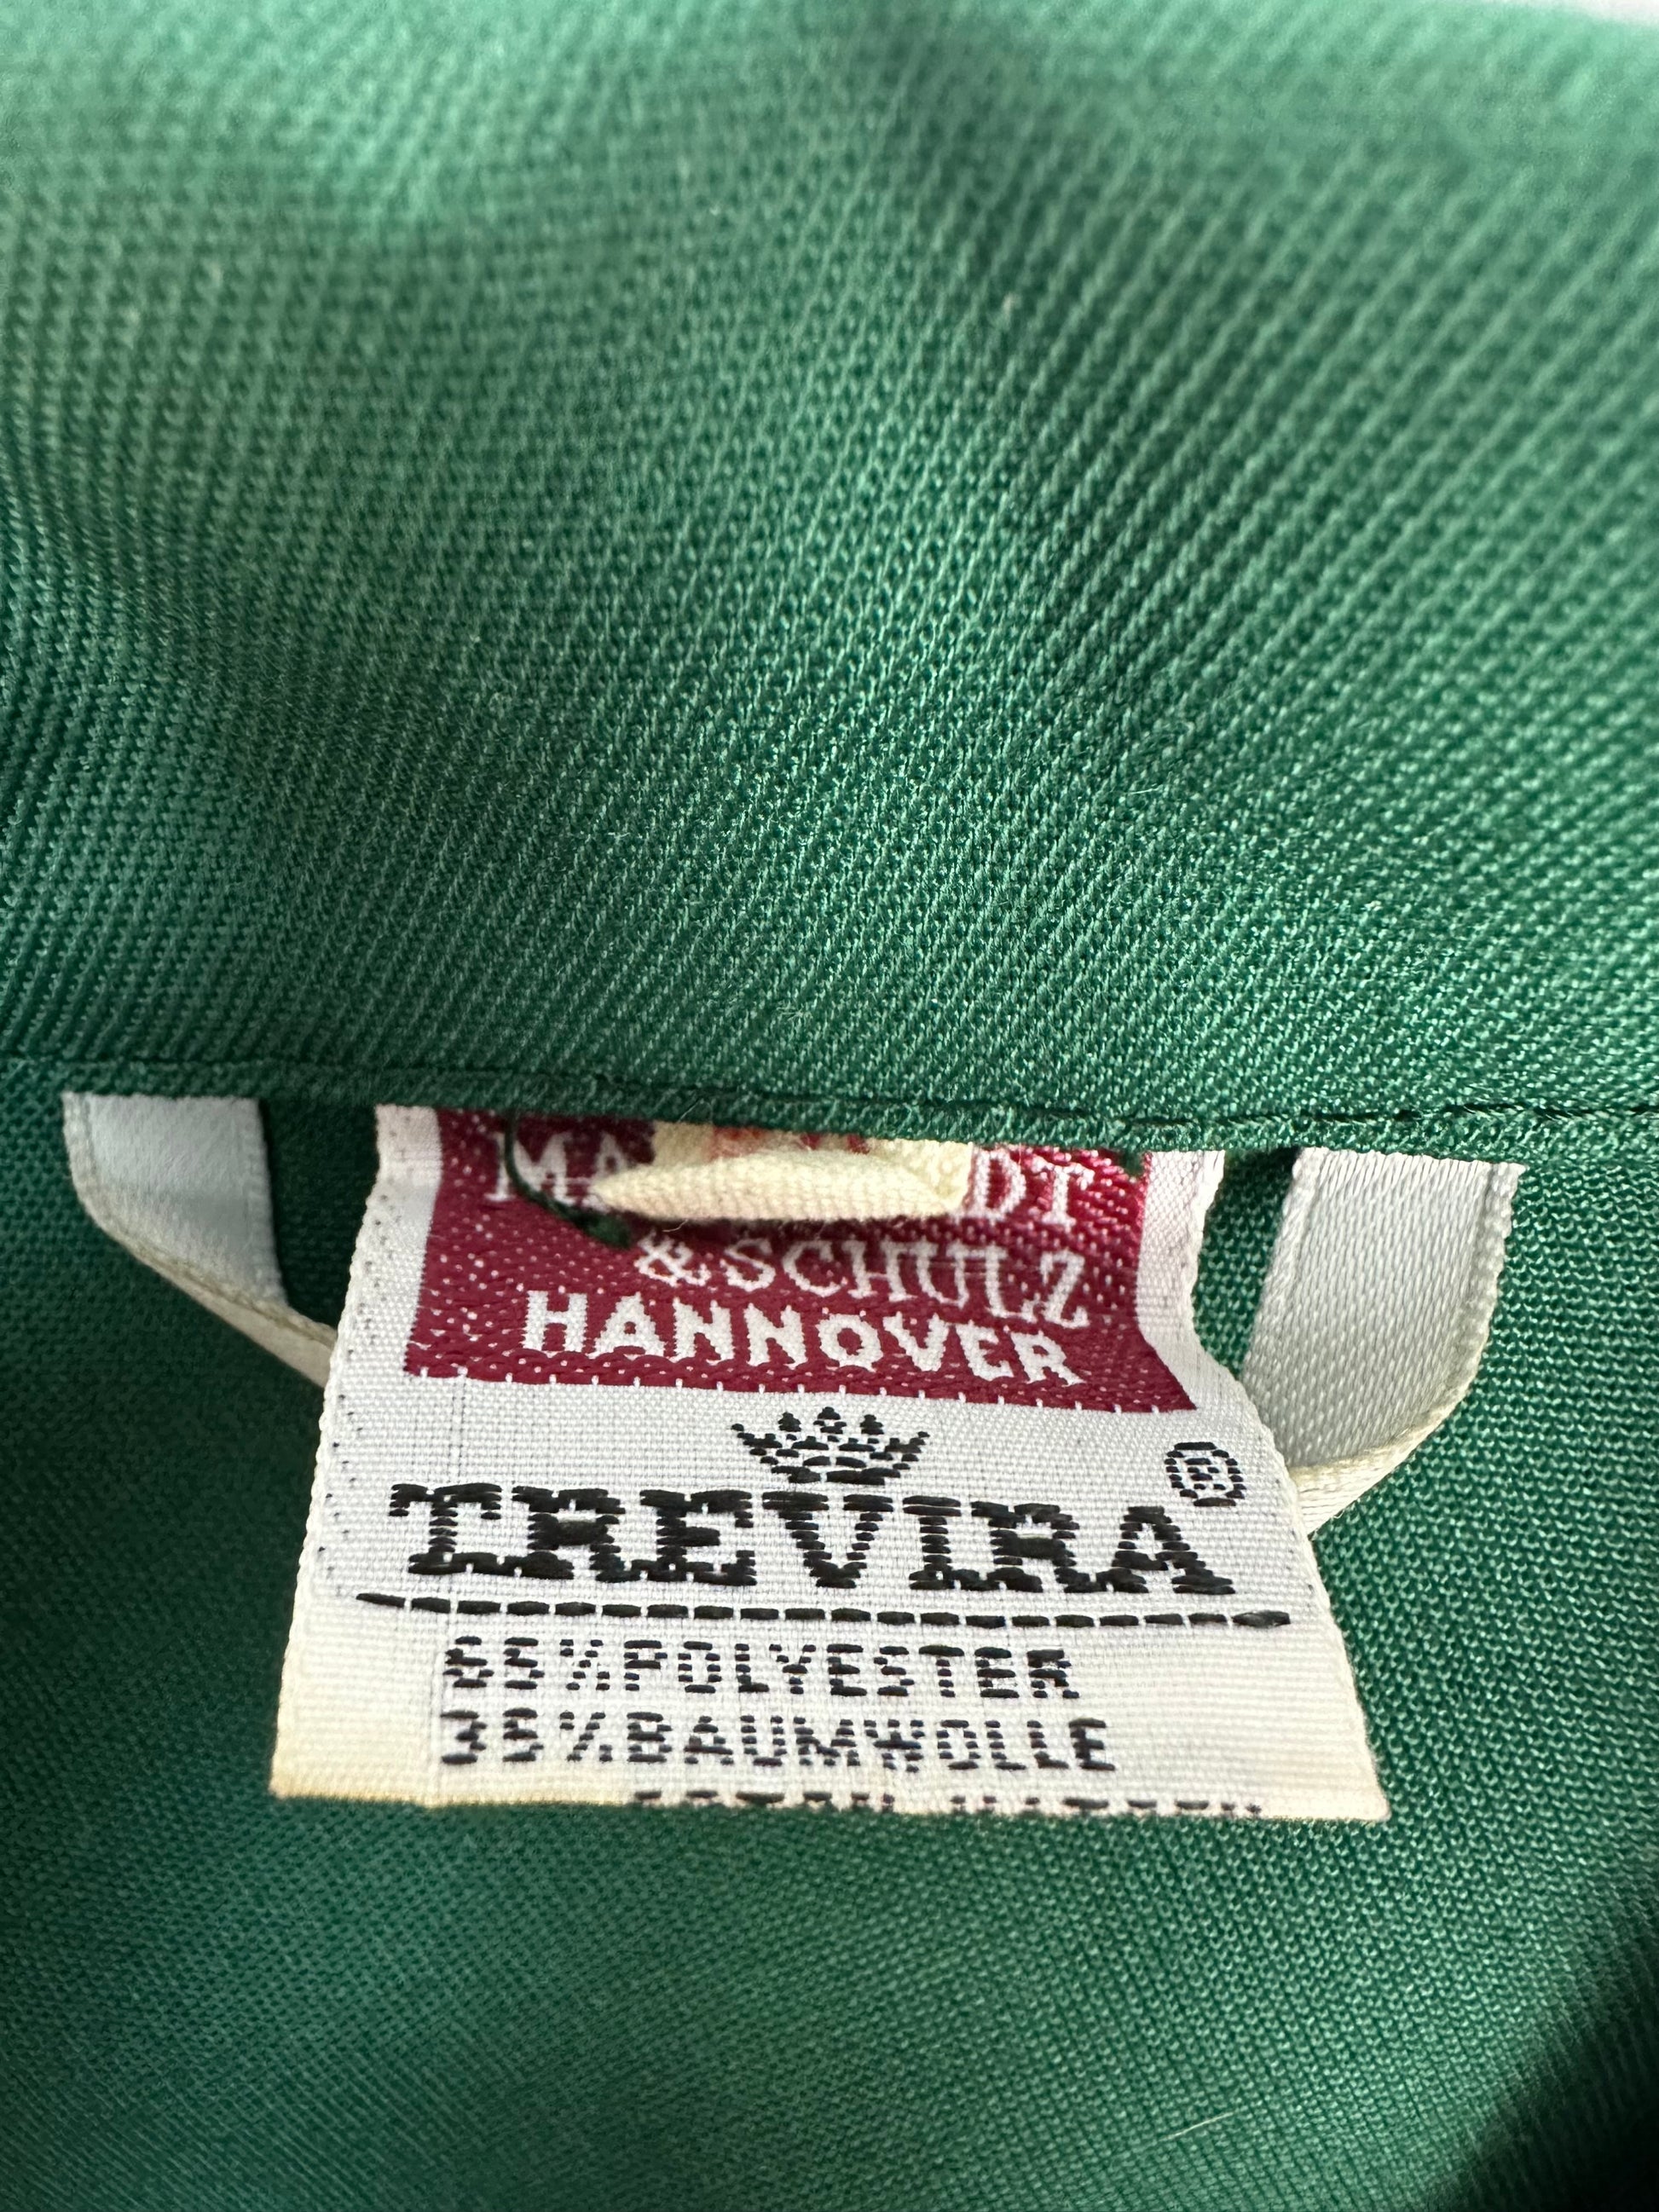 & SCHULZ
HANNOVER
TREVIRA®
65% POLYESTER
35% BAUMWOLLE